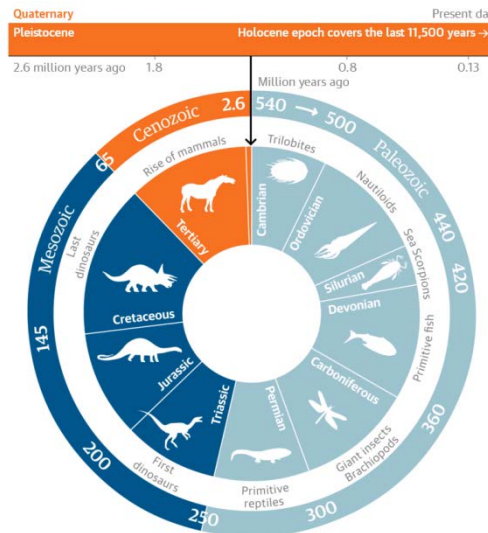 Quaternary
Present da
Pleistocene
Holocene epoch covers the last 11,500 years →
2.6 million years ago
1.8
0.8
0.13
Million years ago
Cenozoic
2.6
540 → 500
Paleozoic
440
420
360
300
250
200
145
Mesozoic
65
Rise of mammals
Trilobites
Nautiloids
Sea Scorpions
Primitive fish
Giant insects
Brachiopods
Primitive
reptiles
First
dinosaurs
Last
dinosaurs
Tertiary
Cambrian
Ordovician
Silurian
Devonian
Carboniferous
Permian
Triassic
Jurassic
Cretaceous